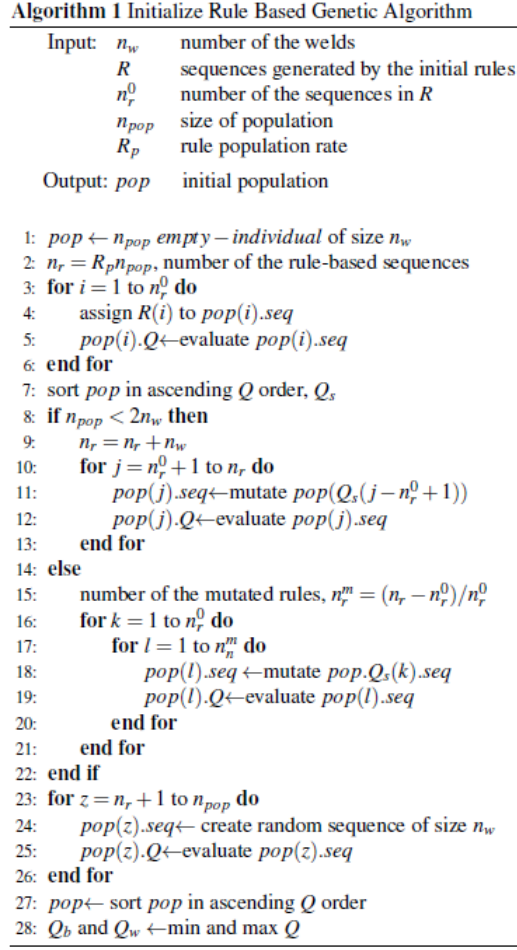 Algorithm 1 Initialize Rule Based Genetic Algorithm
Input: n_w number of the welds
R sequences generated by the initial rules
n_r^0 number of the sequences in R
n_pop size of population
R_p rule population rate
Output: pop initial population
1: pop ← n_pop empty – individual of size n_w
2: n_r = R_p n_pop, number of the rule-based sequences
3: for i = 1 to n_r^0 do
4: assign R(i) to pop(i).seq
5: pop(i).Q←evaluate pop(i).seq
6: end for
7: sort pop in ascending Q order, Q_s
8: if n_pop < 2n_w then
9: n_r = n_r + n_w
10: for j = n_r^0 + 1 to n_r do
11: pop(j).seq←mutate pop(Q_s(j – n_r^0 + 1))
12: pop(j).Q←evaluate pop(j).seq
13: end for
14: else
15: number of the mutated rules, n_r^m = (n_r – n_r^0)/n_r^0
16: for k = 1 to n_r^0 do
17: for l = 1 to n_n^m do
18: pop(l).seq ←mutate pop.Q_s(k).seq
19: pop(l).Q←evaluate pop(l).seq
20: end for
21: end for
22: end if
23: for z = n_r + 1 to n_pop do
24: pop(z).seq← create random sequence of size n_w
25: pop(z).Q←evaluate pop(z).seq
26: end for
27: pop← sort pop in ascending Q order
28: Q_b and Q_w ←min and max Q